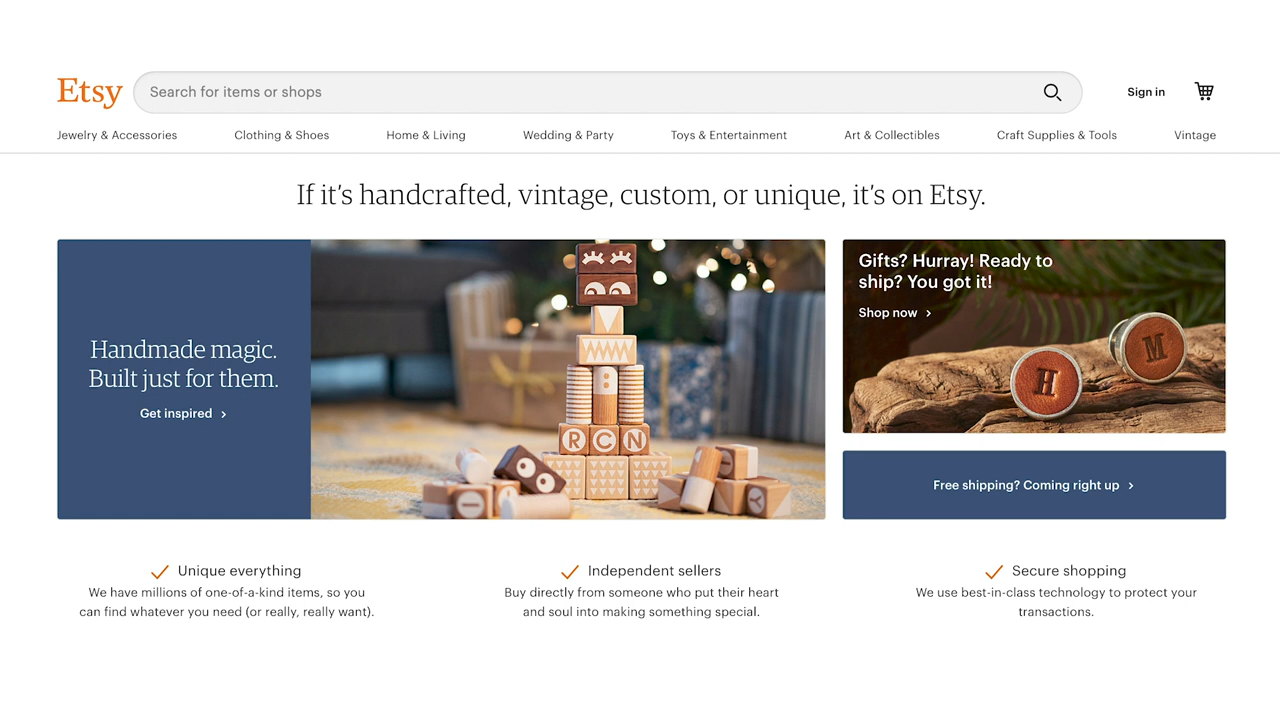 Etsy
Search for items or shops
Sign in
Jewelry & Accessories
Clothing & Shoes
Home & Living
Wedding & Party
Toys & Entertainment
Art & Collectibles
Craft Supplies & Tools
Vintage
If it's handcrafted, vintage, custom, or unique, it's on Etsy.
Handmade magic.
Built just for them.
Get inspired
R C N
Y
Gifts? Hurray! Ready to
ship? You got it!
Shop now
H
M
Free shipping? Coming right up
Unique everything
We have millions of one-of-a-kind items, so you
can find whatever you need (or really, really want).
Independent sellers
Buy directly from someone who put their heart
and soul into making something special.
Secure shopping
We use best-in-class technology to protect your
transactions.